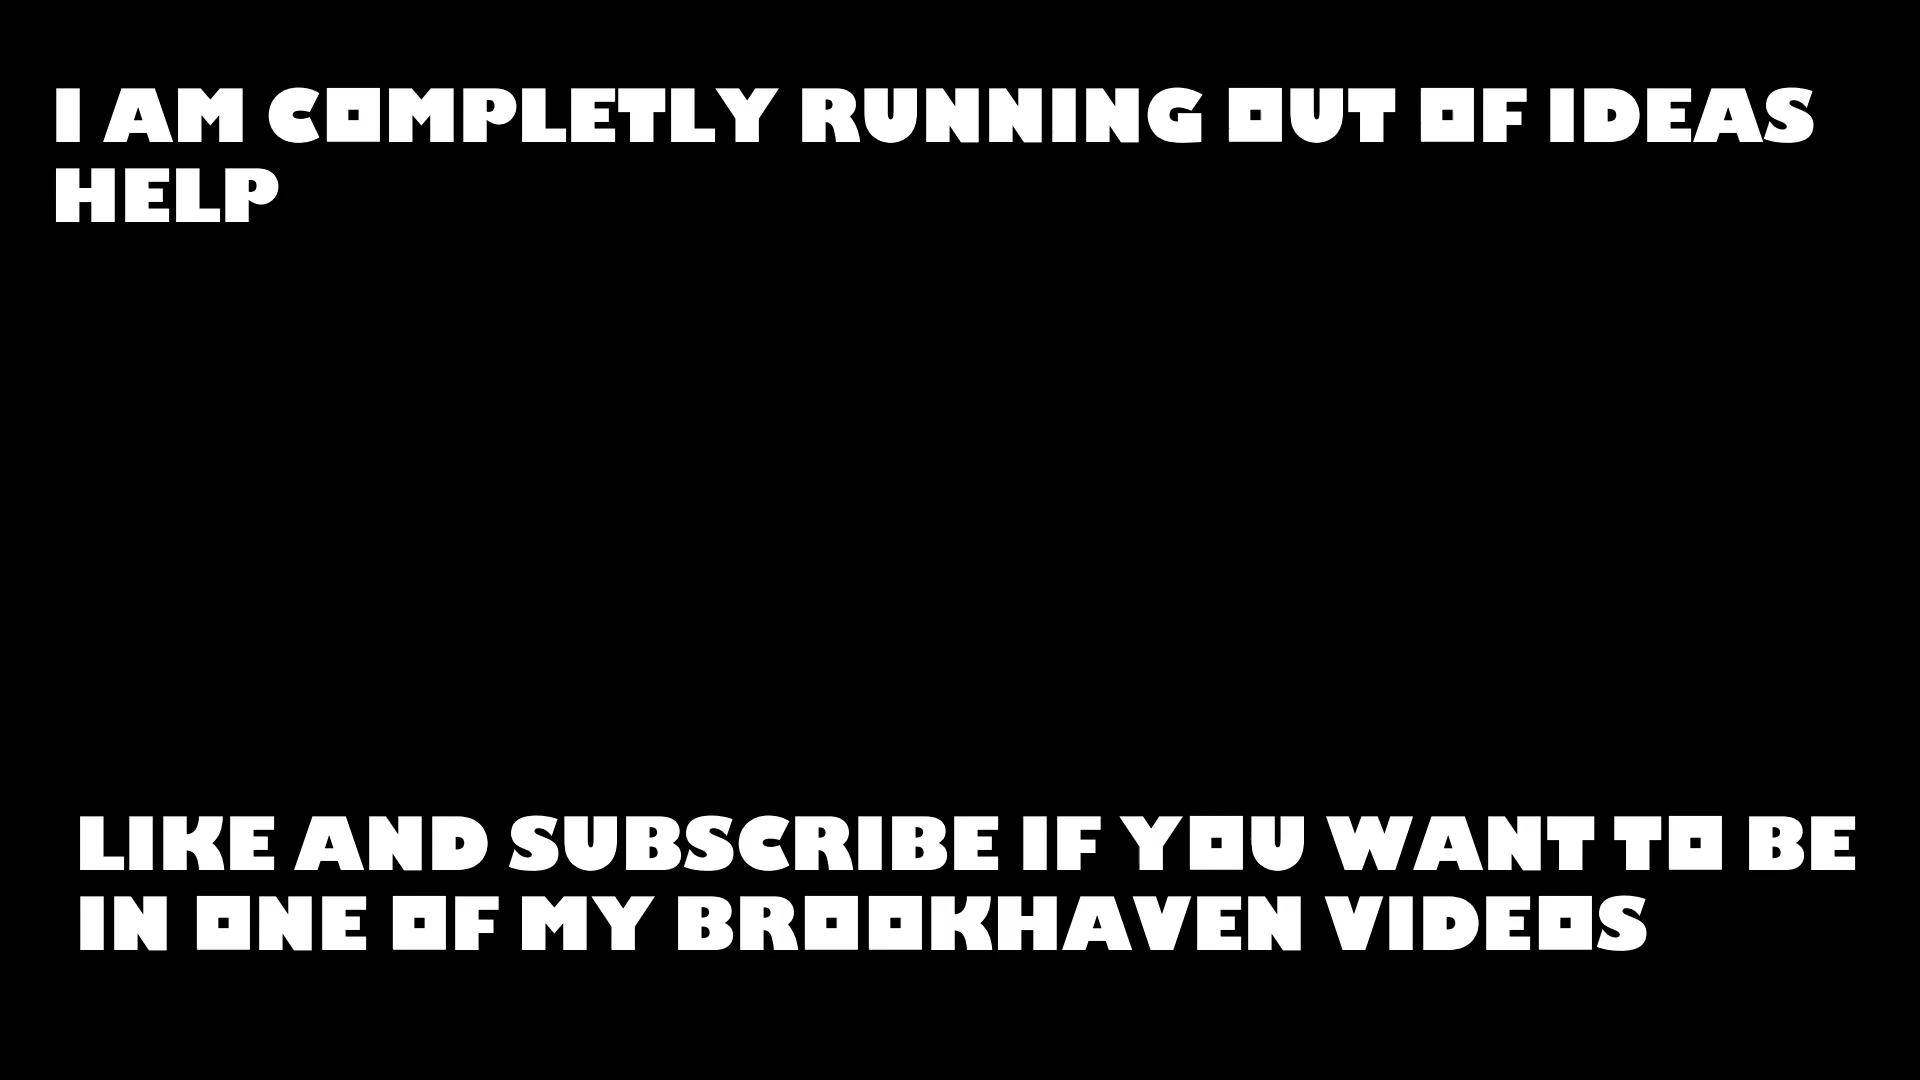 I AM COMPLETLY RUNNING OUT OF IDEAS
HELP
LIKE AND SUBSCRIBE IF YOU WANT TO BE
IN ONE OF MY BROOKHAVEN VIDEOS